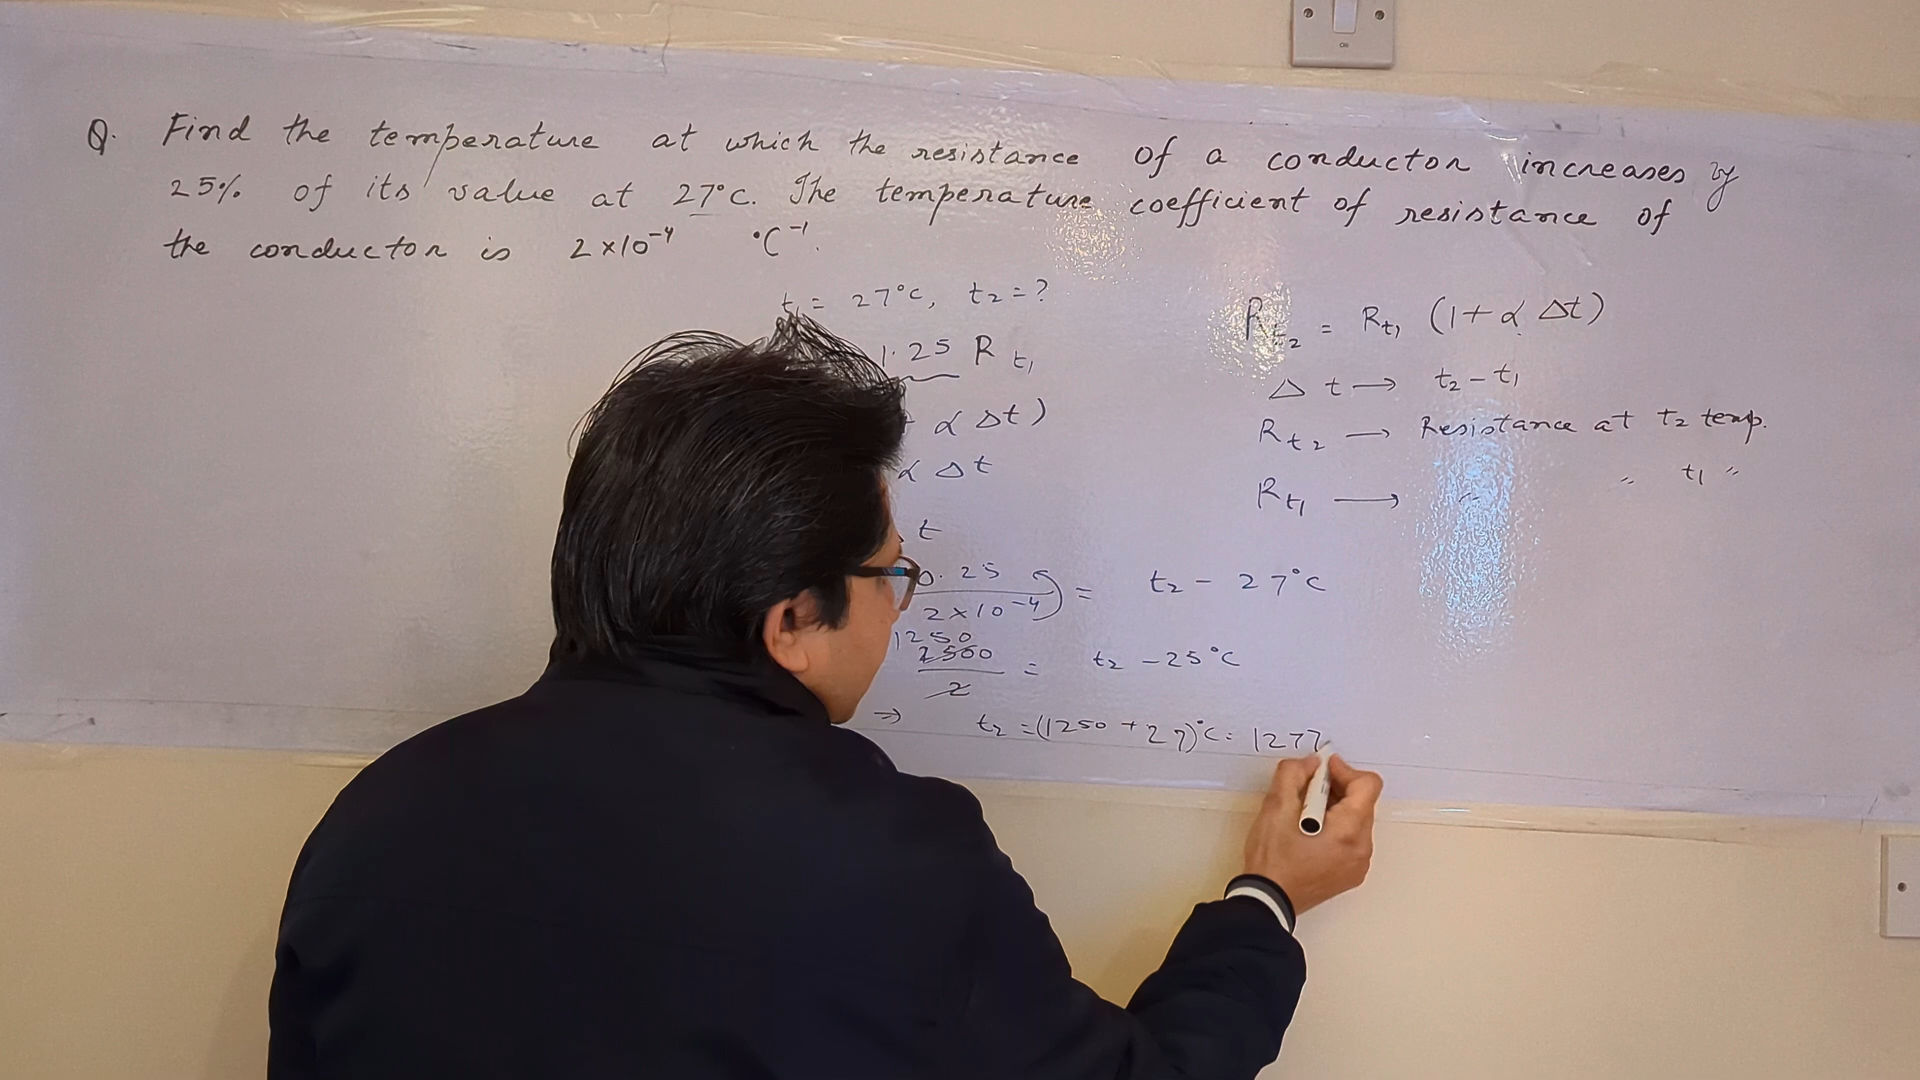 Q. Find the temperature at which the resistance of a conductor increases by
25% of its value at 27°C. The temperature coefficient of resistance of
the conductor is 2×10⁻⁴ °C⁻¹.
t₁ = 27°C, t₂ = ?
1.25 R t₁
α Δt)
α Δt
t
0.25 / 2×10⁻⁴ = t₂ - 27°C
1250
2500 / 2 = t₂ - 25°C
→ t₂ = (1250 + 27)°C = 1277
R t₂ = R t₁ (1 + α Δt)
Δt → t₂ - t₁
R t₂ → Resistance at t₂ temp.
R t₁ → " " t₁ "